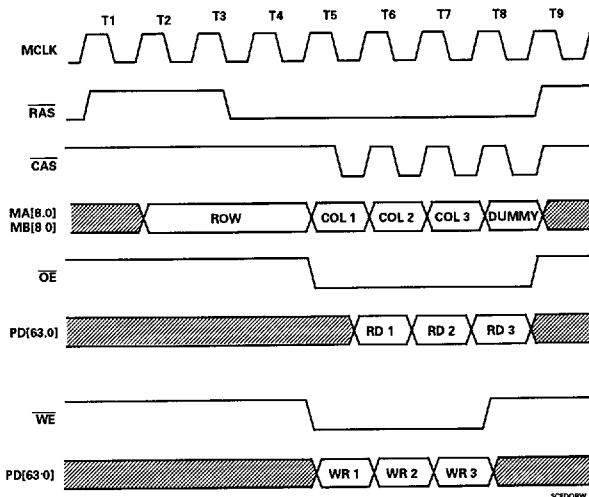 T1 T2 T3 T4 T5 T6 T7 T8 T9
MCLK
RAS
CAS
MA[8.0]
MB[8 0]
ROW COL 1 COL 2 COL 3 DUMMY
OE
PD[63.0]
RD 1 RD 2 RD 3
WE
PD[63·0]
WR 1 WR 2 WR 3